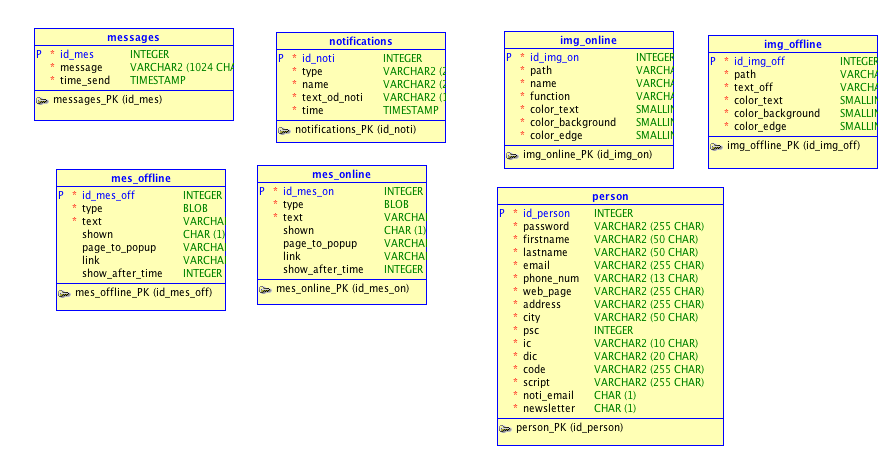 messages
P * id_mes INTEGER
* message VARCHAR2 (1024 CHA
* time_send TIMESTAMP
messages_PK (id_mes)
notifications
P * id_noti INTEGER
* type VARCHAR2 (2
* name VARCHAR2 (2
* text_od_noti VARCHAR2 (1
* time TIMESTAMP
notifications_PK (id_noti)
img_online
P * id_img_on INTEGER
* path VARCHA
* name VARCHA
* function VARCHA
* color_text SMALLIN
* color_background SMALLIN
* color_edge SMALLIN
img_online_PK (id_img_on)
img_offline
P * id_img_off INTEGER
* path VARCHA
* text_off VARCHA
* color_text SMALLIN
* color_background SMALLIN
* color_edge SMALLIN
img_offline_PK (id_img_off)
mes_offline
P * id_mes_off INTEGER
* type BLOB
* text VARCHA
shown CHAR (1)
page_to_popup VARCHA
link VARCHA
show_after_time INTEGER
mes_offline_PK (id_mes_off)
mes_online
P * id_mes_on INTEGER
* type BLOB
* text VARCHA
shown CHAR (1)
page_to_popup VARCHA
link VARCHA
show_after_time INTEGER
mes_online_PK (id_mes_on)
person
P * id_person INTEGER
* password VARCHAR2 (255 CHAR)
* firstname VARCHAR2 (50 CHAR)
* lastname VARCHAR2 (50 CHAR)
* email VARCHAR2 (255 CHAR)
* phone_num VARCHAR2 (13 CHAR)
* web_page VARCHAR2 (255 CHAR)
* address VARCHAR2 (255 CHAR)
* city VARCHAR2 (50 CHAR)
* psc INTEGER
* ic VARCHAR2 (10 CHAR)
* dic VARCHAR2 (20 CHAR)
* code VARCHAR2 (255 CHAR)
* script VARCHAR2 (255 CHAR)
* noti_email CHAR (1)
* newsletter CHAR (1)
person_PK (id_person)